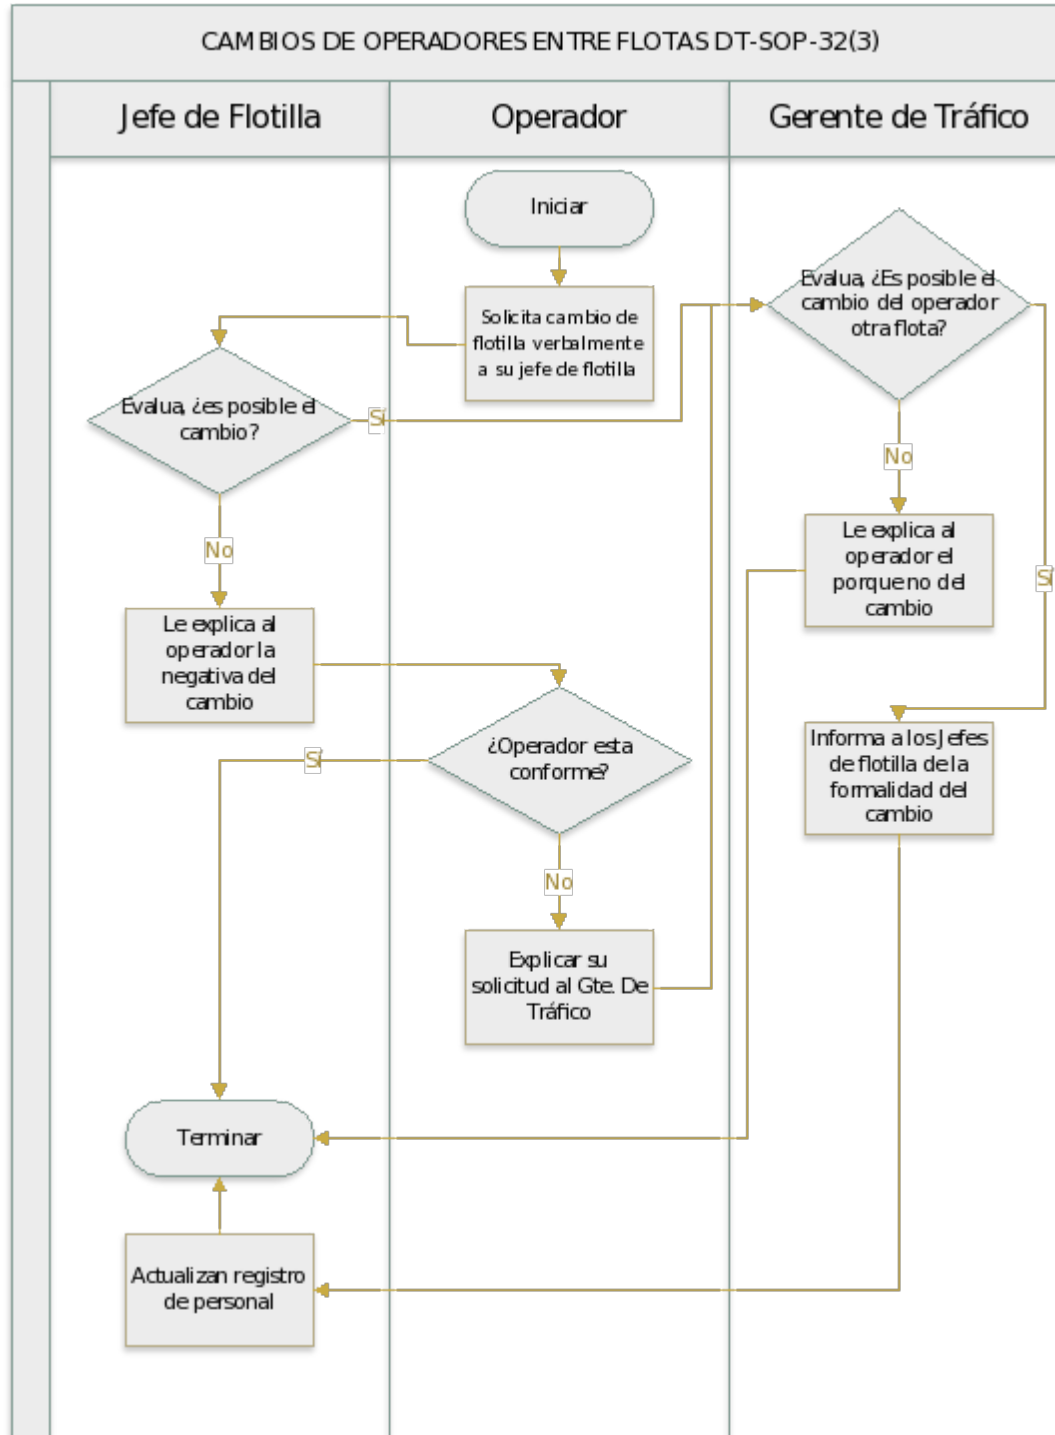 CAMBIOS DE OPERADORES ENTRE FLOTAS DT-SOP-32(3)
Jefe de Flotilla
Operador
Gerente de Tráfico
Iniciar
Solicita cambio de
flotilla verbalmente
a su jefe de flotilla
Evalua, ¿Es posible el
cambio del operador
otra flota?
Evalua, ¿es posible el
cambio?
Sí
No
No
Le explica al
operador el
porque no del
cambio
Sí
Le explica al
operador la
negativa del
cambio
¿Operador esta
conforme?
Sí
Informa a los Jefes
de flotilla de la
formalidad del
cambio
No
Explicar su
solicitud al Gte. De
Tráfico
Terminar
Actualizan registro
de personal